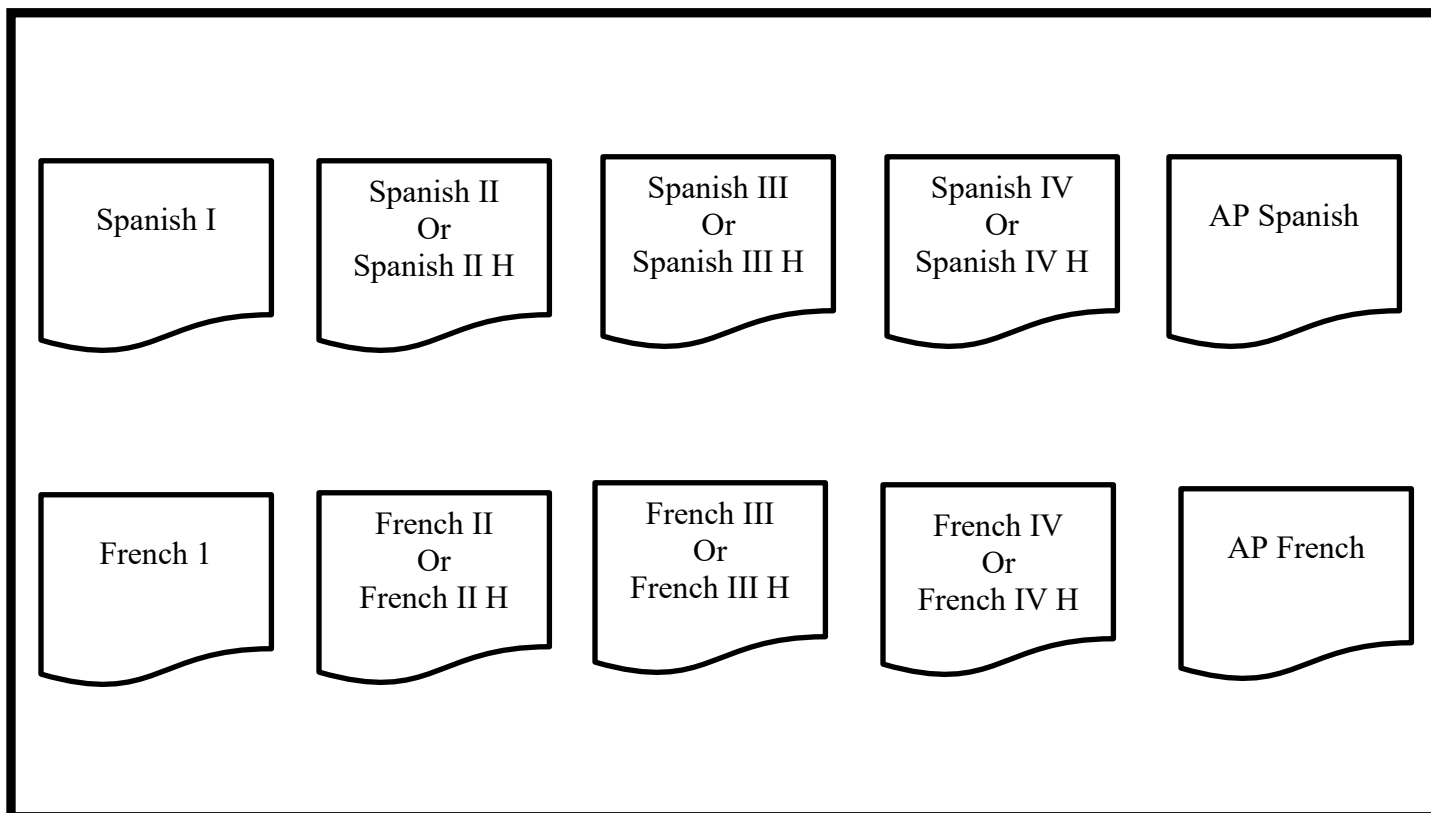 Spanish I
Spanish II
Or
Spanish II H
Spanish III
Or
Spanish III H
Spanish IV
Or
Spanish IV H
AP Spanish
French 1
French II
Or
French II H
French III
Or
French III H
French IV
Or
French IV H
AP French